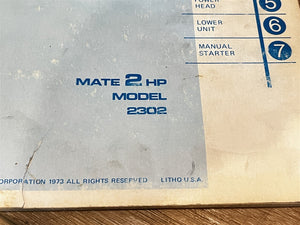 POWER
HEAD
5
LOWER
UNIT
6
MANUAL
STARTER
7
MATE 2 HP
MODEL
2302
CORPORATION 1973 ALL RIGHTS RESERVED LITHO U.S.A.